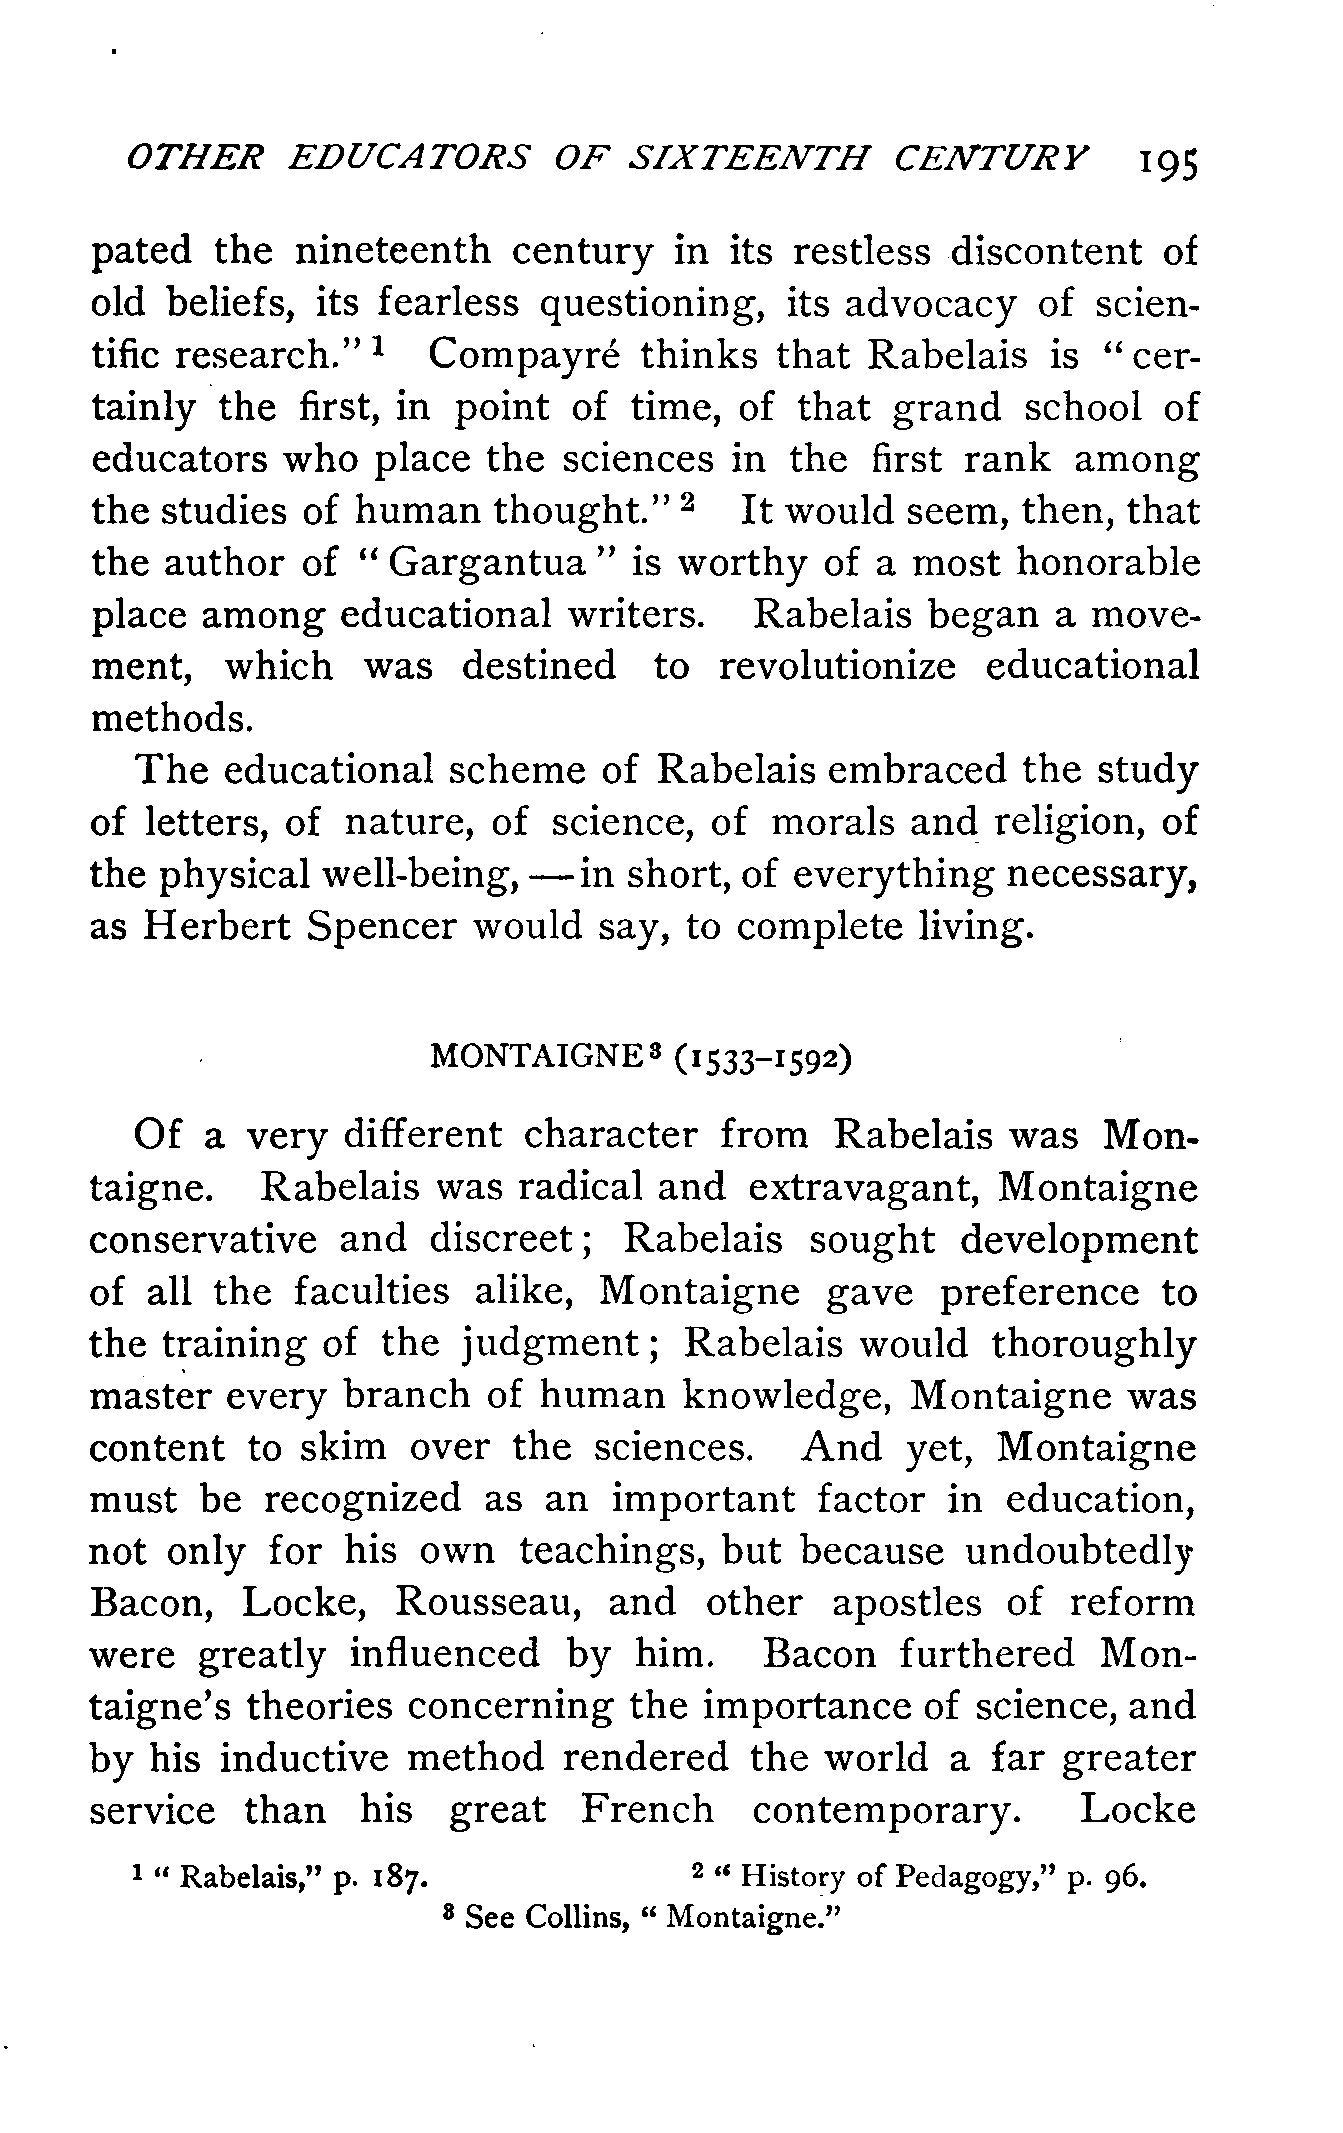 OTHER EDUCATORS OF SIXTEENTH CENTURY 195
pated the nineteenth century in its restless discontent of
old beliefs, its fearless questioning, its advocacy of scien-
tific research." 1 Compayré thinks that Rabelais is "cer-
tainly the first, in point of time, of that grand school of
educators who place the sciences in the first rank among
the studies of human thought." 2 It would seem, then, that
the author of "Gargantua" is worthy of a most honorable
place among educational writers. Rabelais began a move-
ment, which was destined to revolutionize educational
methods.
The educational scheme of Rabelais embraced the study
of letters, of nature, of science, of morals and religion, of
the physical well-being, — in short, of everything necessary,
as Herbert Spencer would say, to complete living.
MONTAIGNE 3 (1533–1592)
Of a very different character from Rabelais was Mon-
taigne. Rabelais was radical and extravagant, Montaigne
conservative and discreet; Rabelais sought development
of all the faculties alike, Montaigne gave preference to
the training of the judgment; Rabelais would thoroughly
master every branch of human knowledge, Montaigne was
content to skim over the sciences. And yet, Montaigne
must be recognized as an important factor in education,
not only for his own teachings, but because undoubtedly
Bacon, Locke, Rousseau, and other apostles of reform
were greatly influenced by him. Bacon furthered Mon-
taigne's theories concerning the importance of science, and
by his inductive method rendered the world a far greater
service than his great French contemporary. Locke
1 "Rabelais," p. 187. 2 "History of Pedagogy," p. 96.
3 See Collins, "Montaigne."